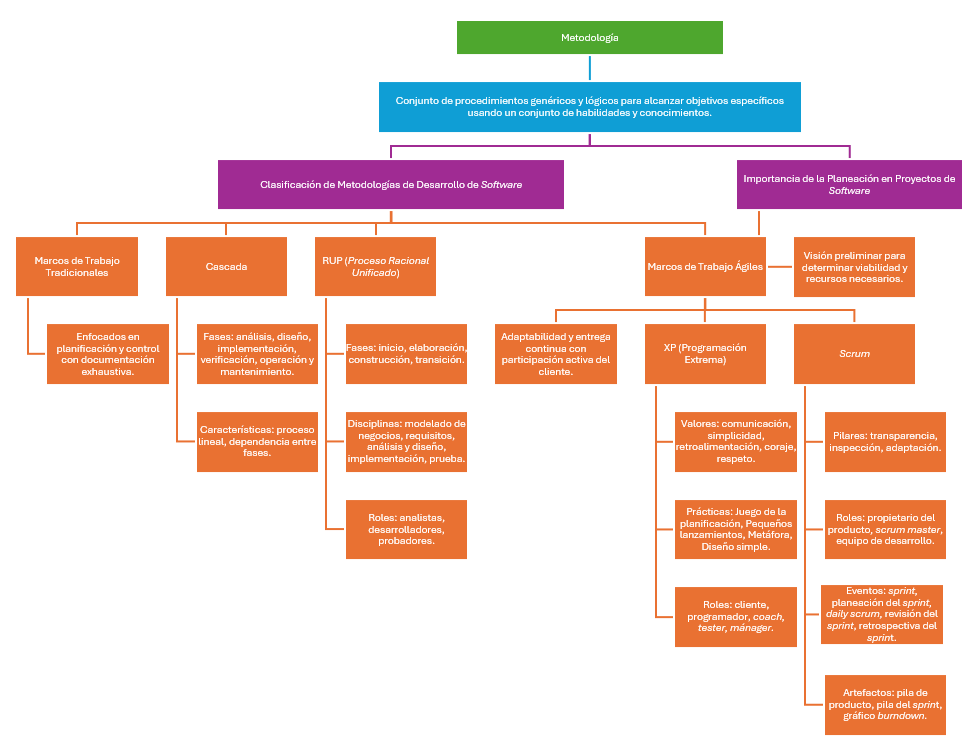 Metodología
Conjunto de procedimientos genéricos y lógicos para alcanzar objetivos específicos
usando un conjunto de habilidades y conocimientos.
Clasificación de Metodologías de Desarrollo de Software
Importancia de la Planeación en Proyectos de
Software
Marcos de Trabajo
Tradicionales
Enfocados en
planificación y control
con documentación
exhaustiva.
Cascada
Fases: análisis, diseño,
implementación,
verificación, operación y
mantenimiento.
Características: proceso
lineal, dependencia entre
fases.
RUP (Proceso Racional
Unificado)
Fases: inicio, elaboración,
construcción, transición.
Disciplinas: modelado de
negocios, requisitos,
análisis y diseño,
implementación, prueba.
Roles: analistas,
desarrolladores,
probadores.
Marcos de Trabajo Ágiles
Visión preliminar para
determinar viabilidad y
recursos necesarios.
Adaptabilidad y entrega
continua con
participación activa del
cliente.
XP (Programación
Extrema)
Valores: comunicación,
simplicidad,
retroalimentación, coraje,
respeto.
Prácticas: Juego de la
planificación, Pequeños
lanzamientos, Metáfora,
Diseño simple.
Roles: cliente,
programador, coach,
tester, mánager.
Scrum
Pilares: transparencia,
inspección, adaptación.
Roles: propietario del
producto, scrum master,
equipo de desarrollo.
Eventos: sprint,
planeación del sprint,
daily scrum, revisión del
sprint, retrospectiva del
sprint.
Artefactos: pila de
producto, pila del sprint,
gráfico burndown.